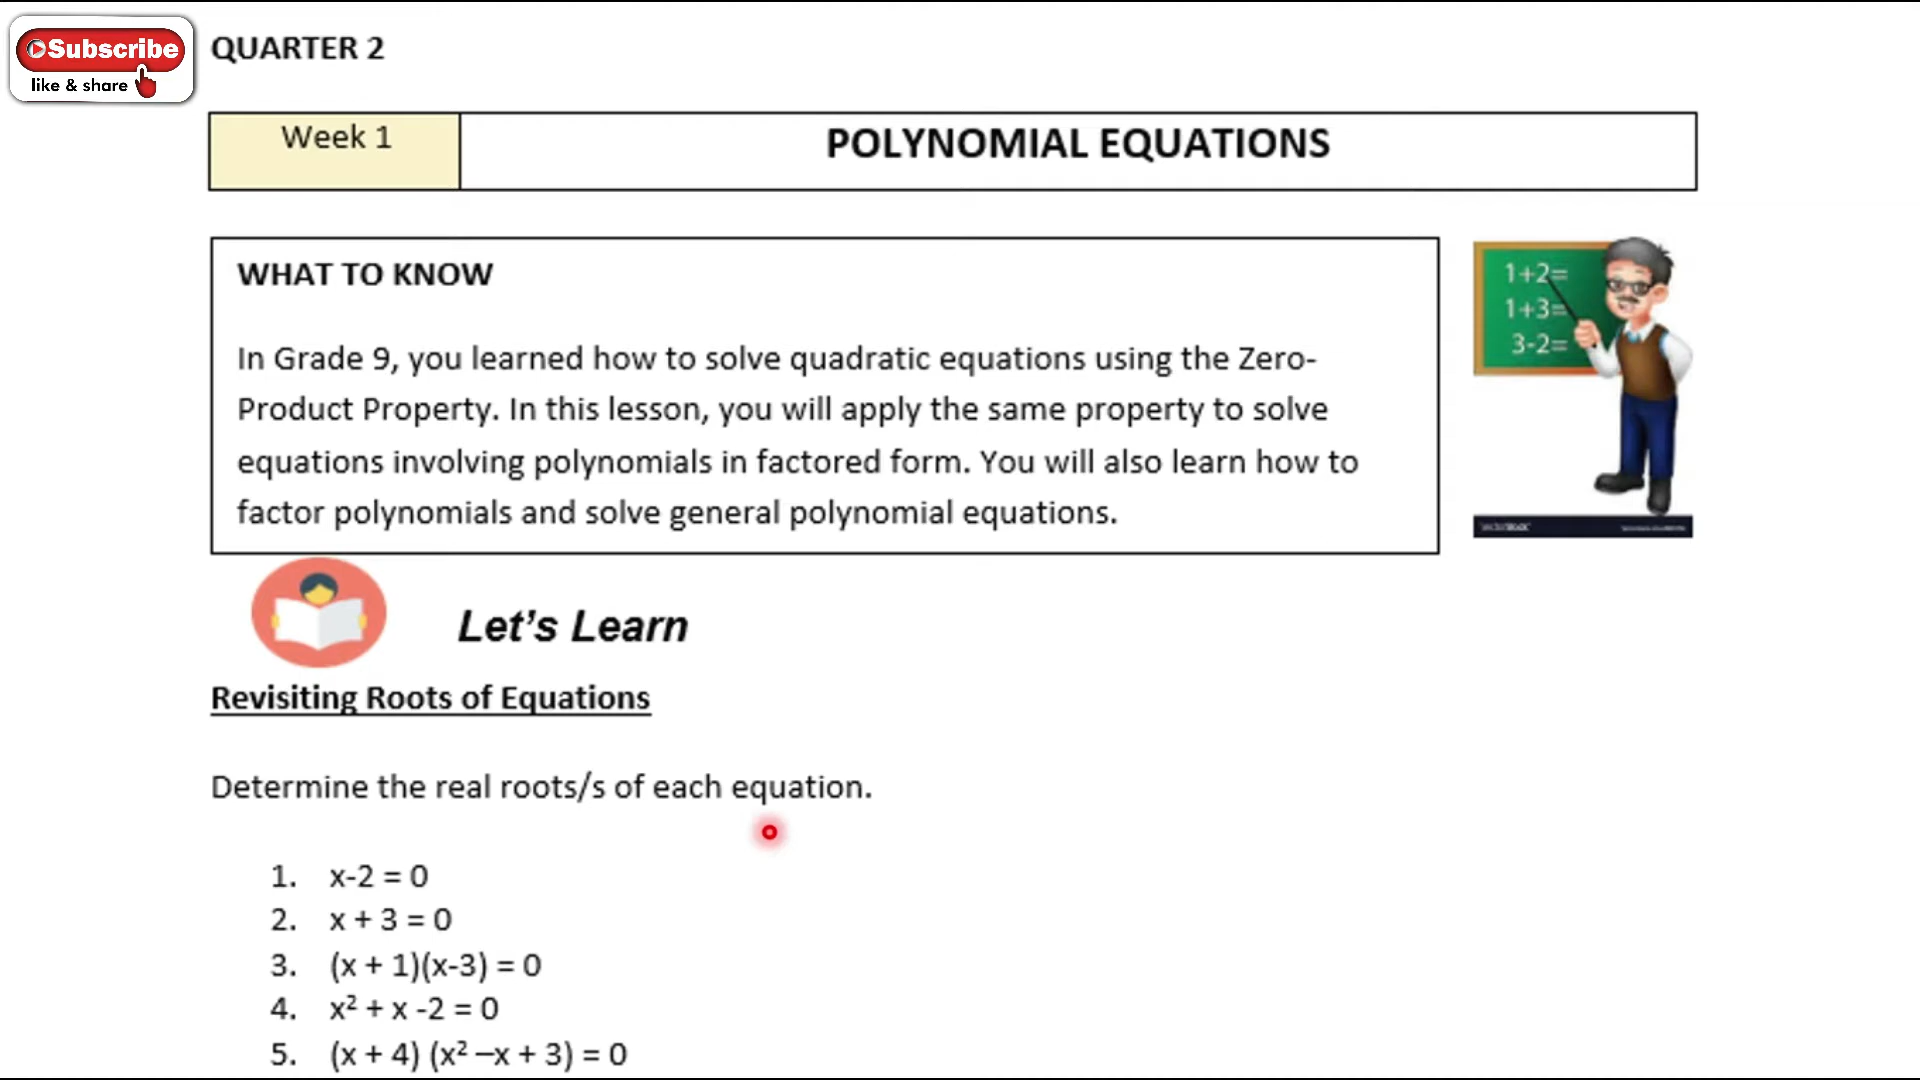 Subscribe
like & share
QUARTER 2
Week 1
POLYNOMIAL EQUATIONS
WHAT TO KNOW
In Grade 9, you learned how to solve quadratic equations using the Zero-
Product Property. In this lesson, you will apply the same property to solve
equations involving polynomials in factored form. You will also learn how to
factor polynomials and solve general polynomial equations.
1+2=
1+3=
3-2=
Let's Learn
Revisiting Roots of Equations
Determine the real roots/s of each equation.
1. x-2 = 0
2. x + 3 = 0
3. (x + 1)(x-3) = 0
4. x² + x -2 = 0
5. (x + 4) (x² –x + 3) = 0